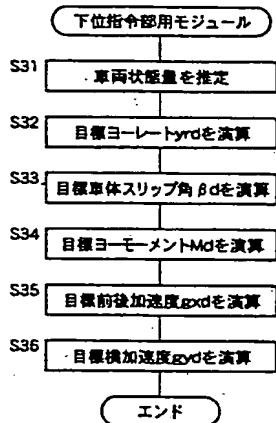 下位指令部用モジュール
S31
車両状態量を推定
S32
目標ヨーレートyrdを演算
S33
目標車体スリップ角βdを演算
S34
目標ヨーモーメントMdを演算
S35
目標前後加速度gxdを演算
S36
目標横加速度gydを演算
エンド